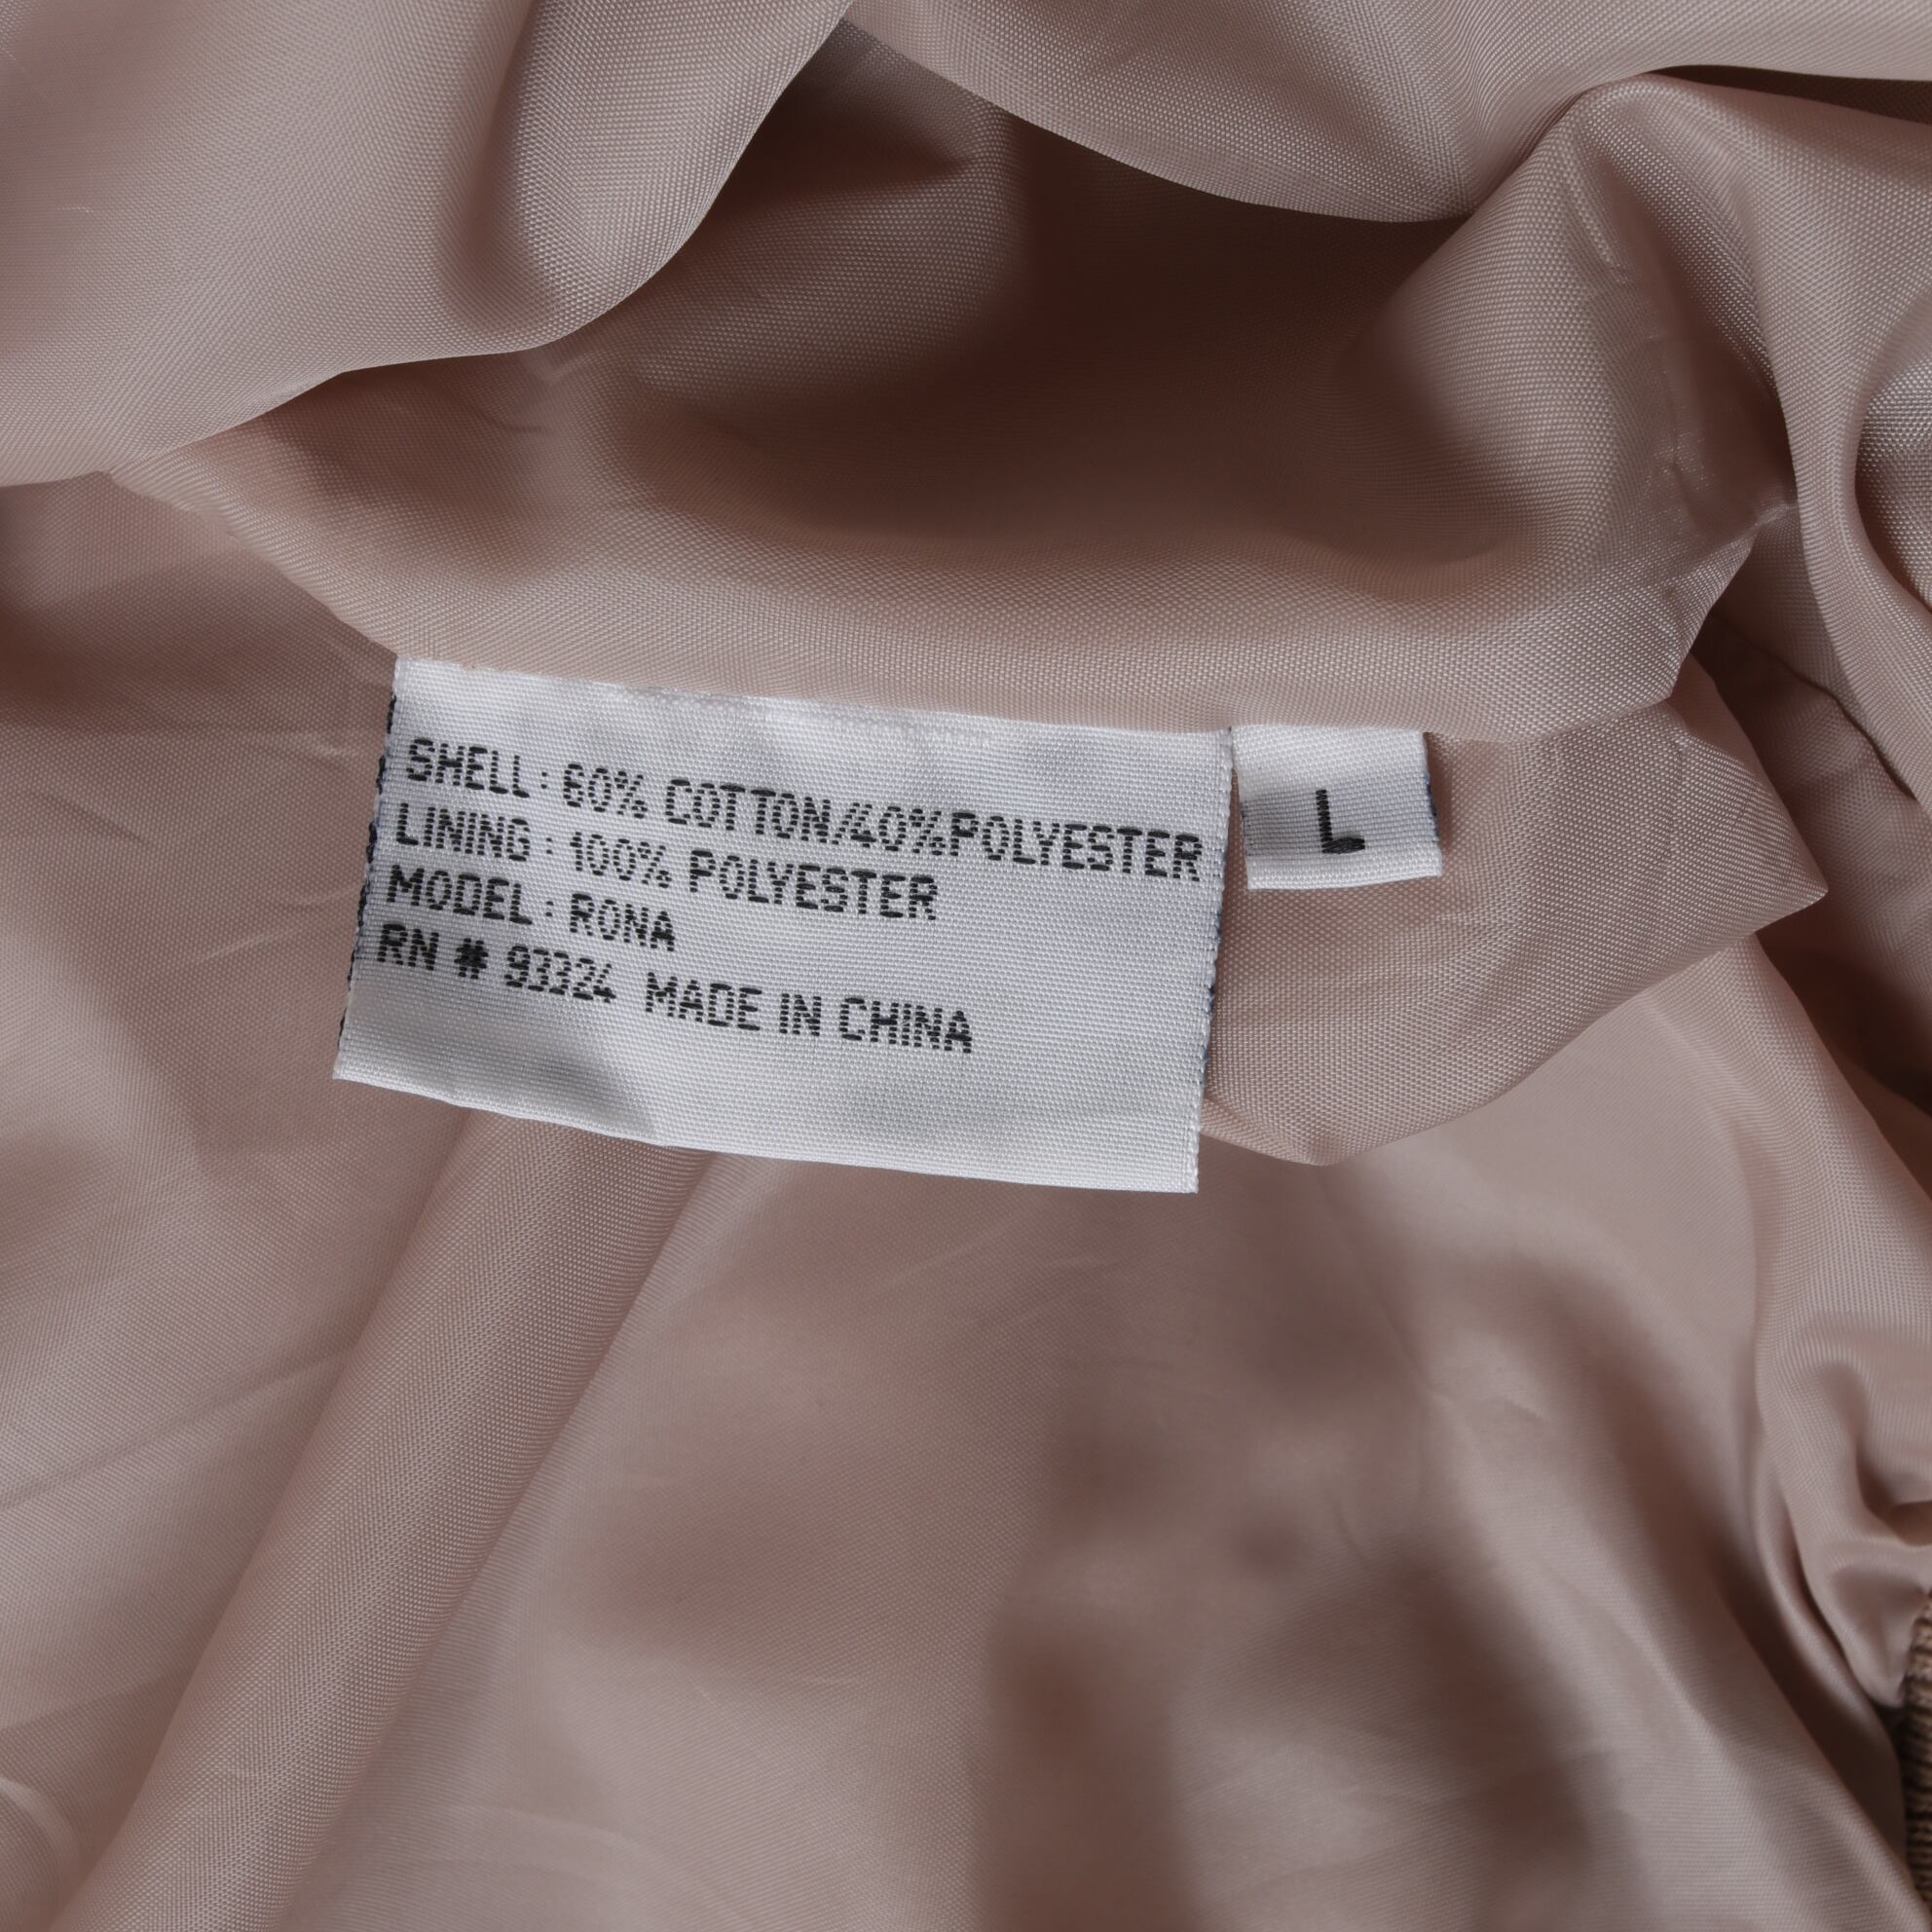 SHELL: 60% COTTON/40%POLYESTER
LINING: 100% POLYESTER
MODEL: RONA
RN # 93324 MADE IN CHINA
L